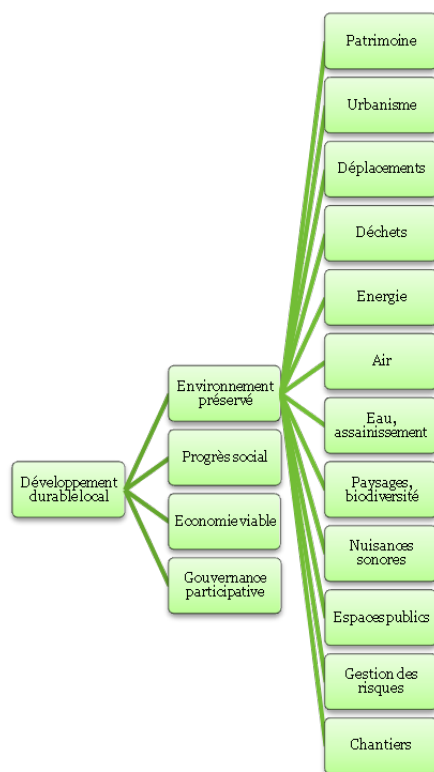 Développement
durable local
Environnement
préservé
Progrès social
Economie viable
Gouvernance
participative
Patrimoine
Urbanisme
Déplacements
Déchets
Energie
Air
Eau,
assainissement
Paysages,
biodiversité
Nuisances
sonores
Espaces publics
Gestion des
risques
Chantiers